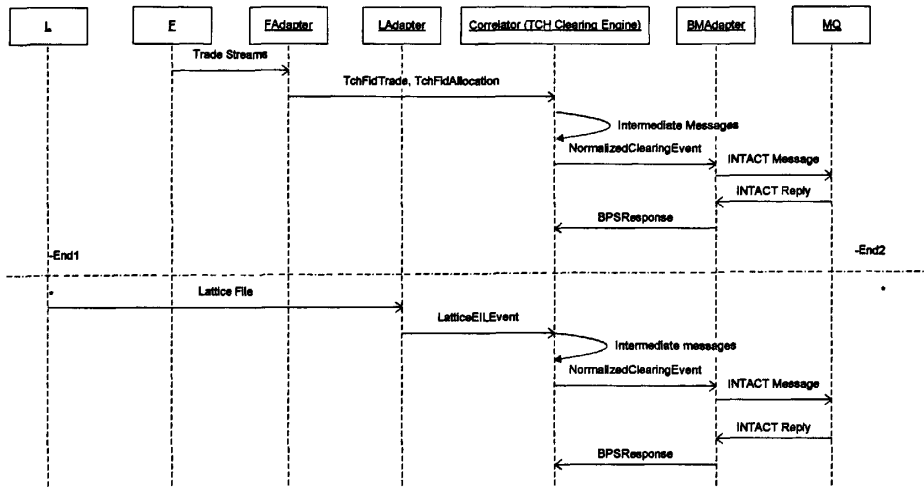 L
F
FAdapter
LAdapter
Correlator (TCH Clearing Engine)
BMAdapter
MQ
Trade Streams
TchFidTrade, TchFidAllocation
Intermediate Messages
NormalizedClearingEvent
INTACT Message
INTACT Reply
BPSResponse
-End1
-End2
*
*
Lattice File
LatticeEILEvent
Intermediate messages
NormalizedClearingEvent
INTACT Message
INTACT Reply
BPSResponse